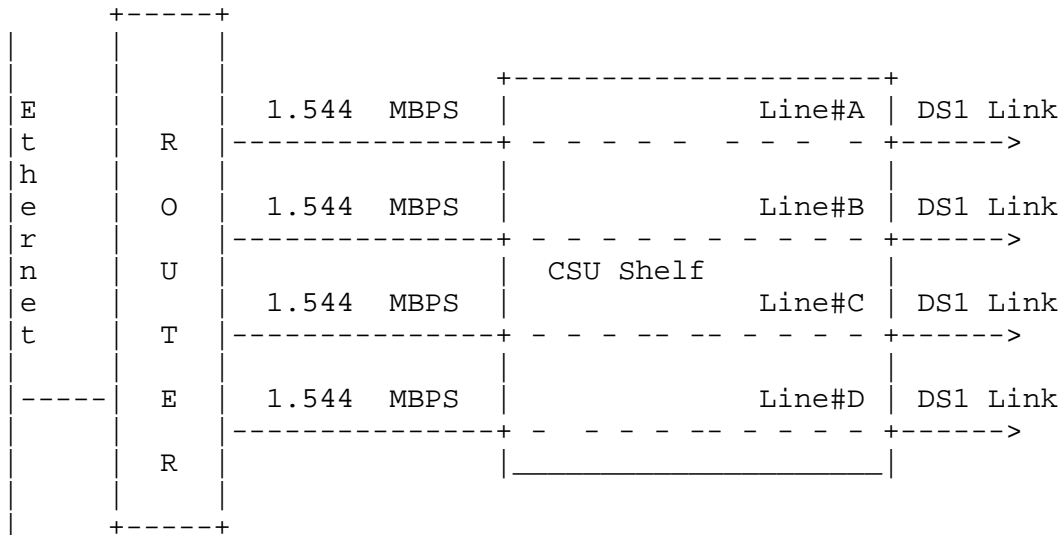 Ethernet
ROUTER
1.544 MBPS
Line#A
DS1 Link
1.544 MBPS
Line#B
DS1 Link
CSU Shelf
1.544 MBPS
Line#C
DS1 Link
1.544 MBPS
Line#D
DS1 Link